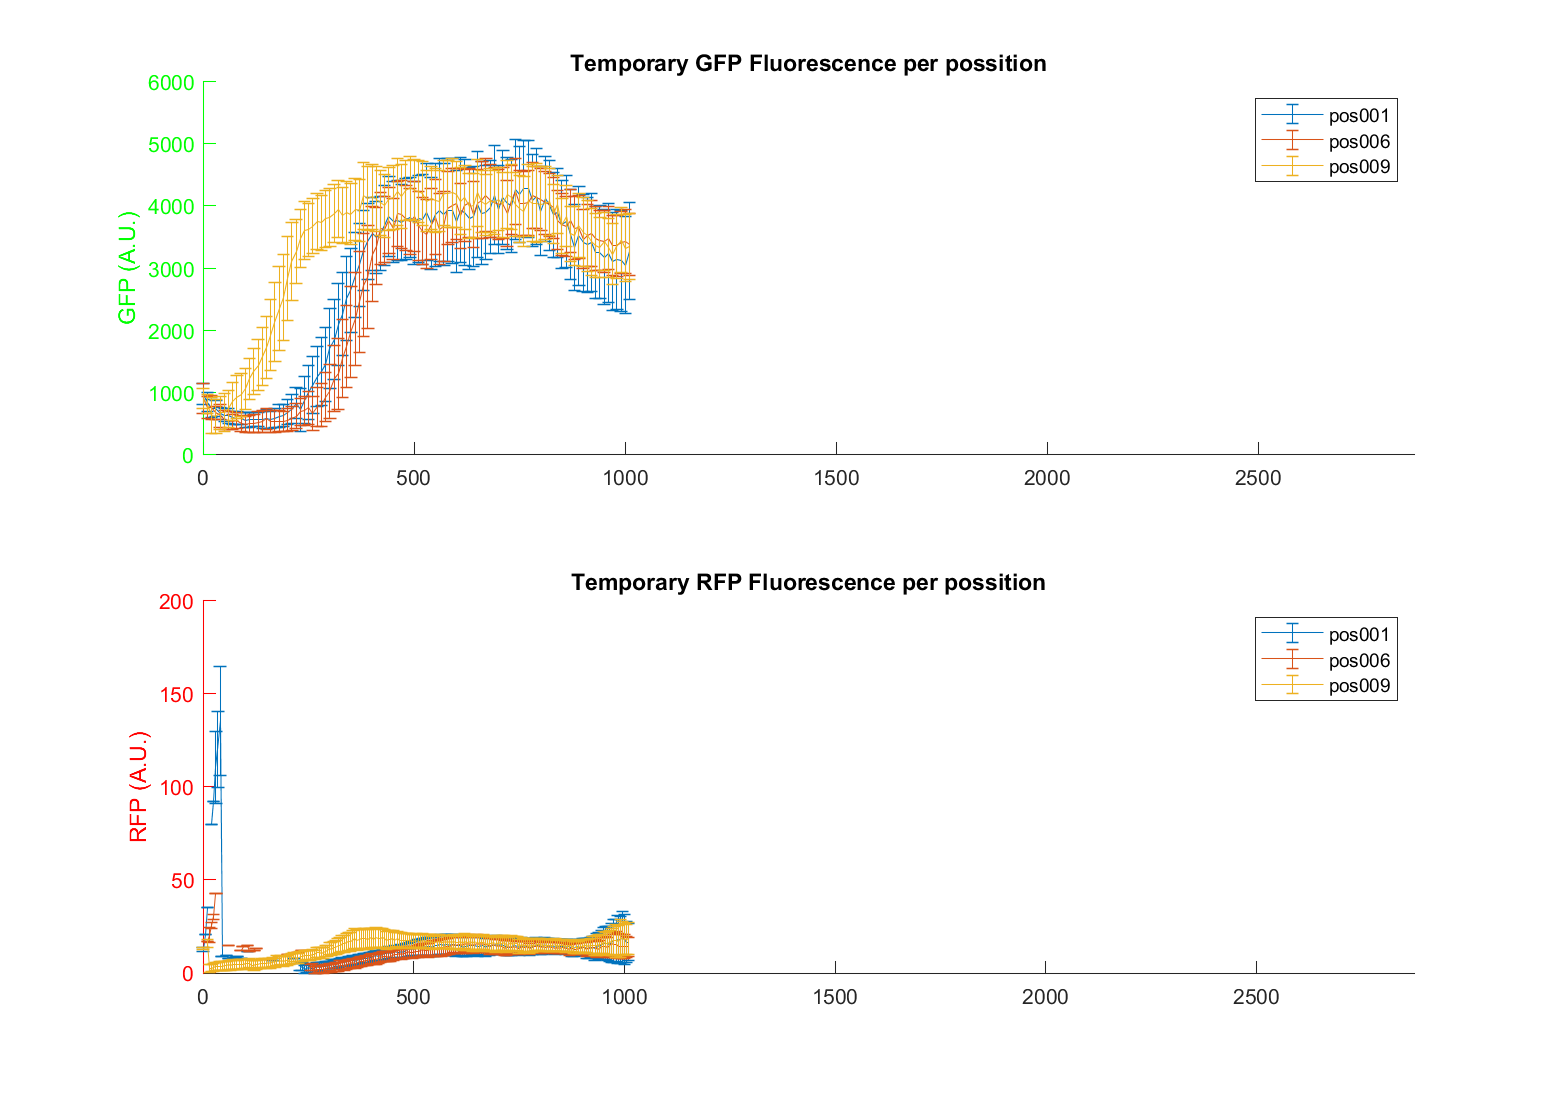 Temporary GFP Fluorescence per possition
6000
5000
4000
3000
2000
1000
0
GFP (A.U.)
0 500 1000 1500 2000 2500
pos001
pos006
pos009
Temporary RFP Fluorescence per possition
200
150
100
50
0
RFP (A.U.)
0 500 1000 1500 2000 2500
pos001
pos006
pos009